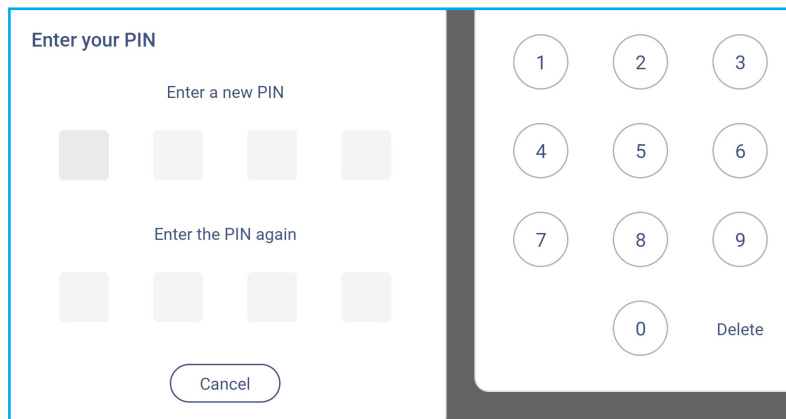 Enter your PIN
Enter a new PIN
Enter the PIN again
Cancel
1 2 3
4 5 6
7 8 9
0 Delete